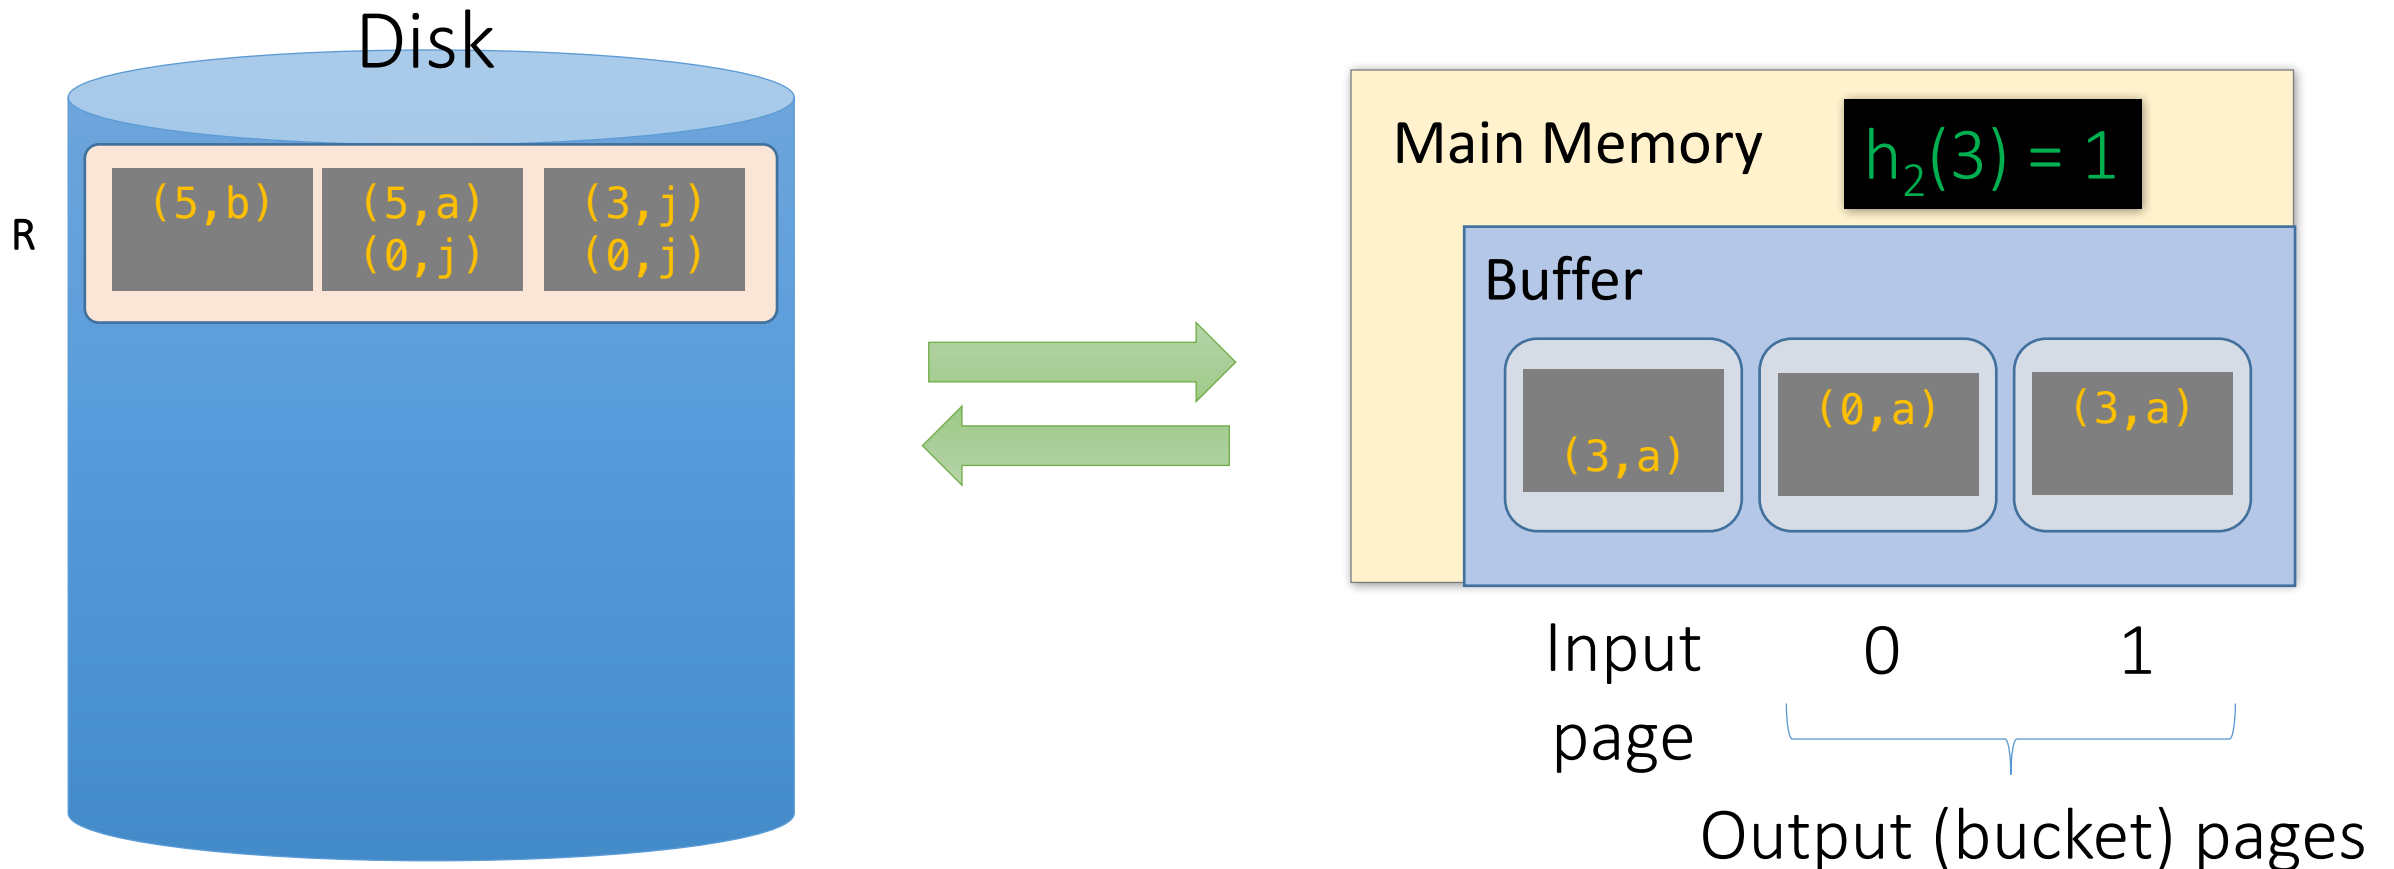 Disk
R
(5,b)
(5,a)
(0,j)
(3,j)
(0,j)
Main Memory
h₂(3) = 1
Buffer
(3,a)
(0,a)
(3,a)
Input
page
0
1
Output (bucket) pages